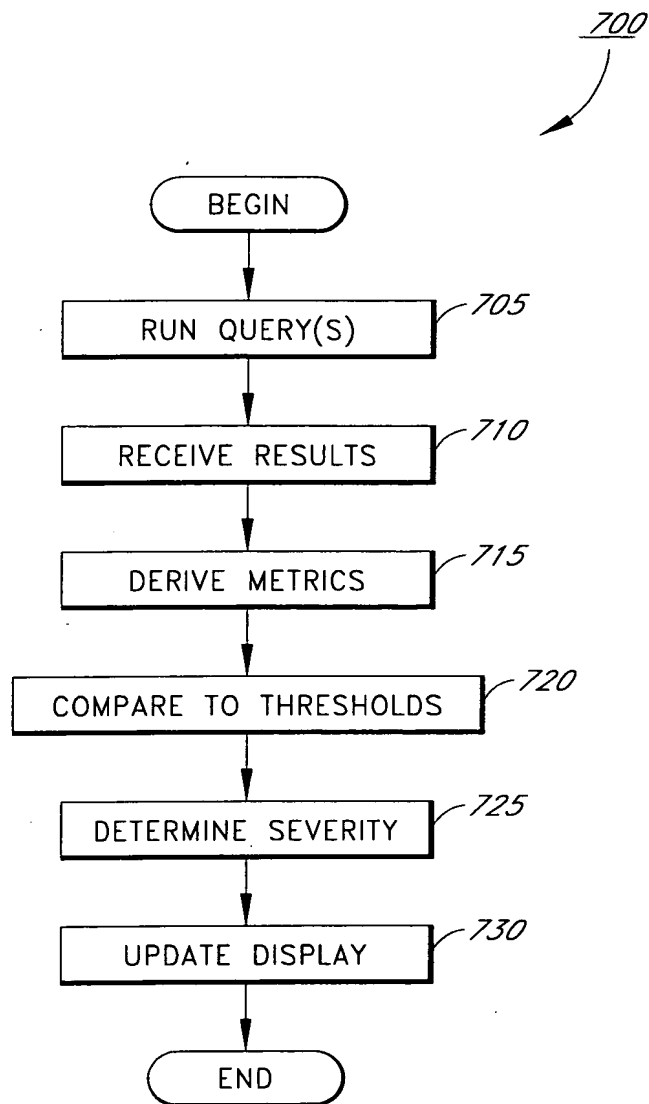 700
BEGIN
RUN QUERY(S)
705
RECEIVE RESULTS
710
DERIVE METRICS
715
COMPARE TO THRESHOLDS
720
DETERMINE SEVERITY
725
UPDATE DISPLAY
730
END